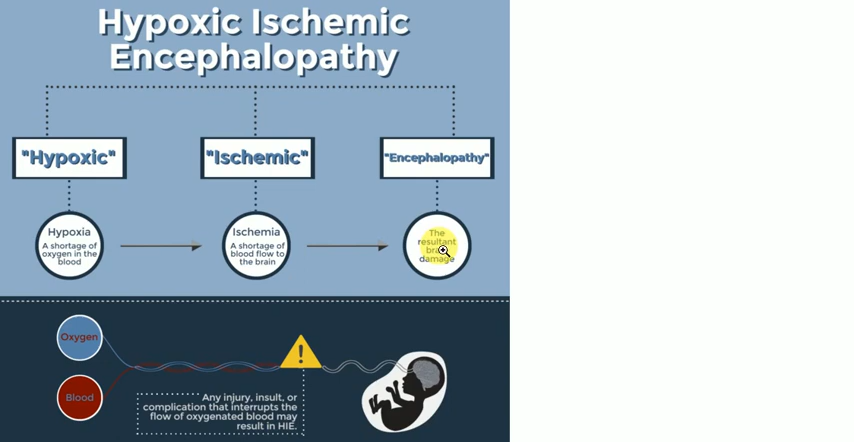 Hypoxic Ischemic
Encephalopathy
"Hypoxic"
"Ischemic"
"Encephalopathy"
Hypoxia
A shortage of
oxygen in the
blood
Ischemia
A shortage of
blood flow to
the brain
The
resultant
brain
damage
Oxygen
Blood
!
Any injury, insult, or
complication that interrupts the
flow of oxygenated blood may
result in HIE.